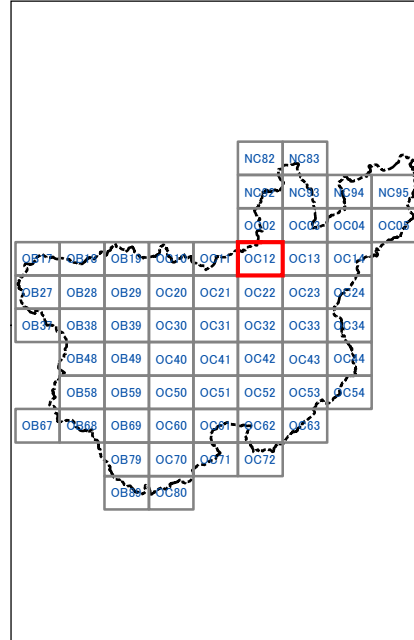 NC82 NC83
NC92 NC93 NC94 NC95
OC02 OC03 OC04 OC05
OB17 OB18 OB19 OC10 OC11 OC12 OC13 OC14
OB27 OB28 OB29 OC20 OC21 OC22 OC23 OC24
OB37 OB38 OB39 OC30 OC31 OC32 OC33 OC34
OB48 OB49 OC40 OC41 OC42 OC43 OC44
OB58 OB59 OC50 OC51 OC52 OC53 OC54
OB67 OB68 OB69 OC60 OC61 OC62 OC63
OB79 OC70 OC71 OC72
OB89 OC80